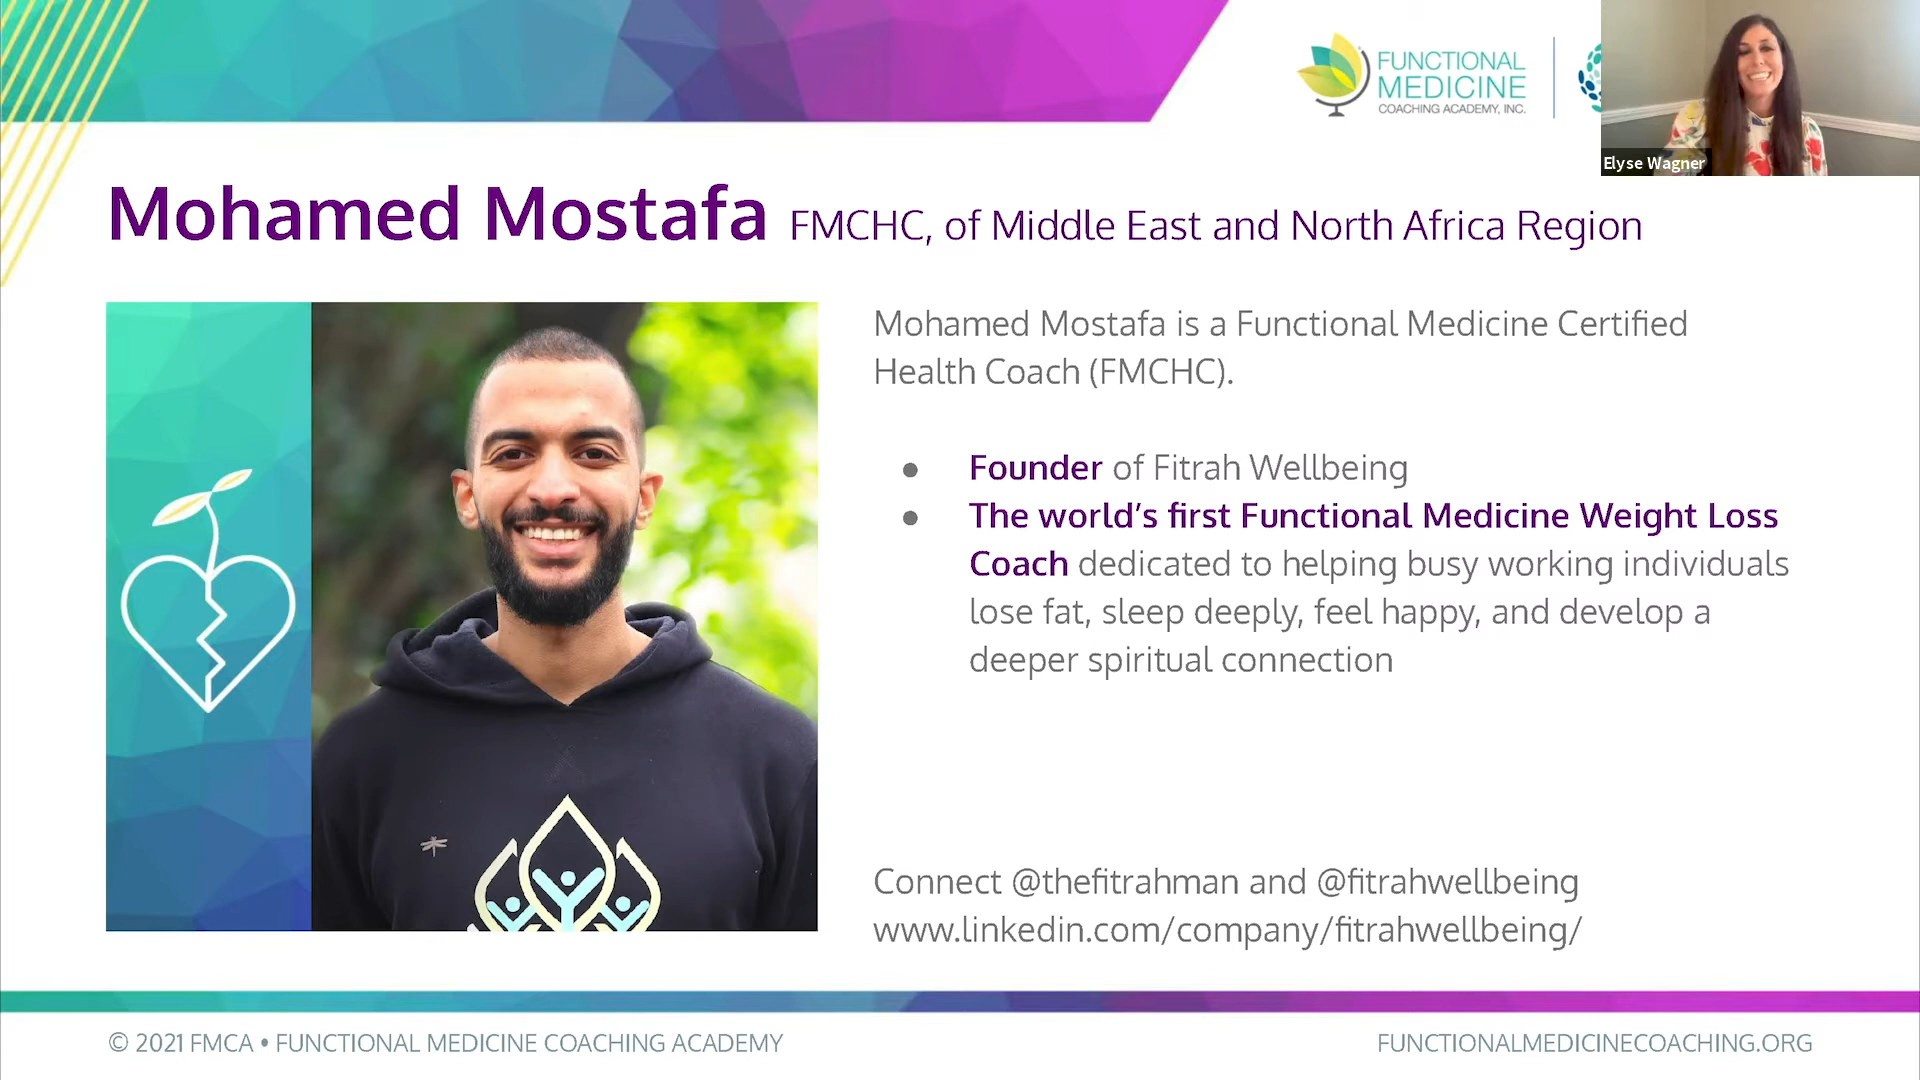 FUNCTIONAL
MEDICINE
COACHING ACADEMY, INC.
Elyse Wagner
Mohamed Mostafa FMCHC, of Middle East and North Africa Region
Mohamed Mostafa is a Functional Medicine Certified
Health Coach (FMCHC).
● Founder of Fitrah Wellbeing
● The world's first Functional Medicine Weight Loss
Coach dedicated to helping busy working individuals
lose fat, sleep deeply, feel happy, and develop a
deeper spiritual connection
Connect @thefitrahman and @fitrahwellbeing
www.linkedin.com/company/fitrahwellbeing/
© 2021 FMCA • FUNCTIONAL MEDICINE COACHING ACADEMY
FUNCTIONALMEDICINECOACHING.ORG